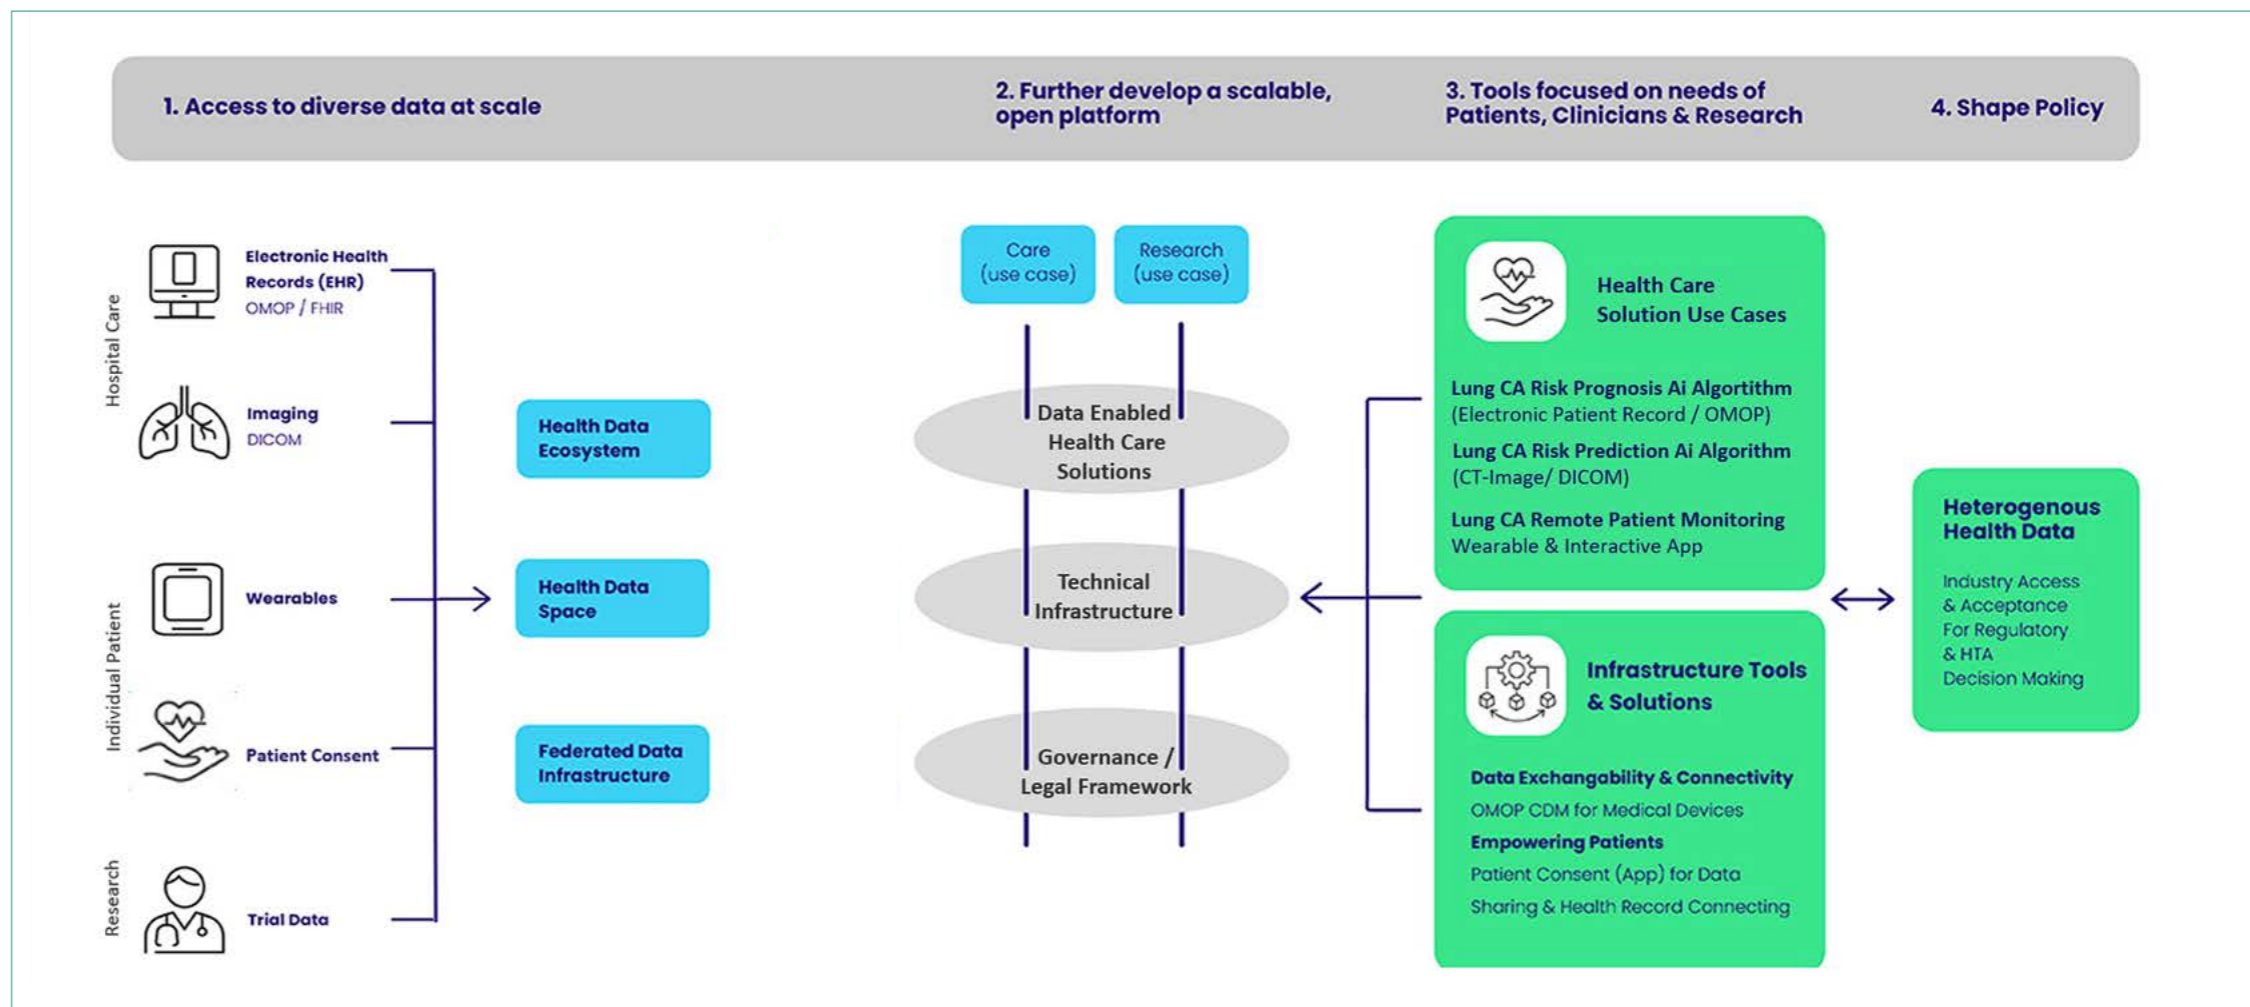 1. Access to diverse data at scale
2. Further develop a scalable,
open platform
3. Tools focused on needs of
Patients, Clinicians & Research
4. Shape Policy
Hospital Care
Electronic Health
Records (EHR)
OMOP / FHIR
Imaging
DICOM
Individual Patient
Wearables
Patient Consent
Research
Trial Data
Health Data
Ecosystem
Health Data
Space
Federated Data
Infrastructure
Care
(use case)
Research
(use case)
Data Enabled
Health Care
Solutions
Technical
Infrastructure
Governance /
Legal Framework
Health Care
Solution Use Cases
Lung CA Risk Prognosis Ai Algortithm
(Electronic Patient Record / OMOP)
Lung CA Risk Prediction Ai Algorithm
(CT-Image/ DICOM)
Lung CA Remote Patient Monitoring
Wearable & Interactive App
Infrastructure Tools
& Solutions
Data Exchangability & Connectivity
OMOP CDM for Medical Devices
Empowering Patients
Patient Consent (App) for Data
Sharing & Health Record Connecting
Heterogenous
Health Data
Industry Access
& Acceptance
For Regulatory
& HTA
Decision Making